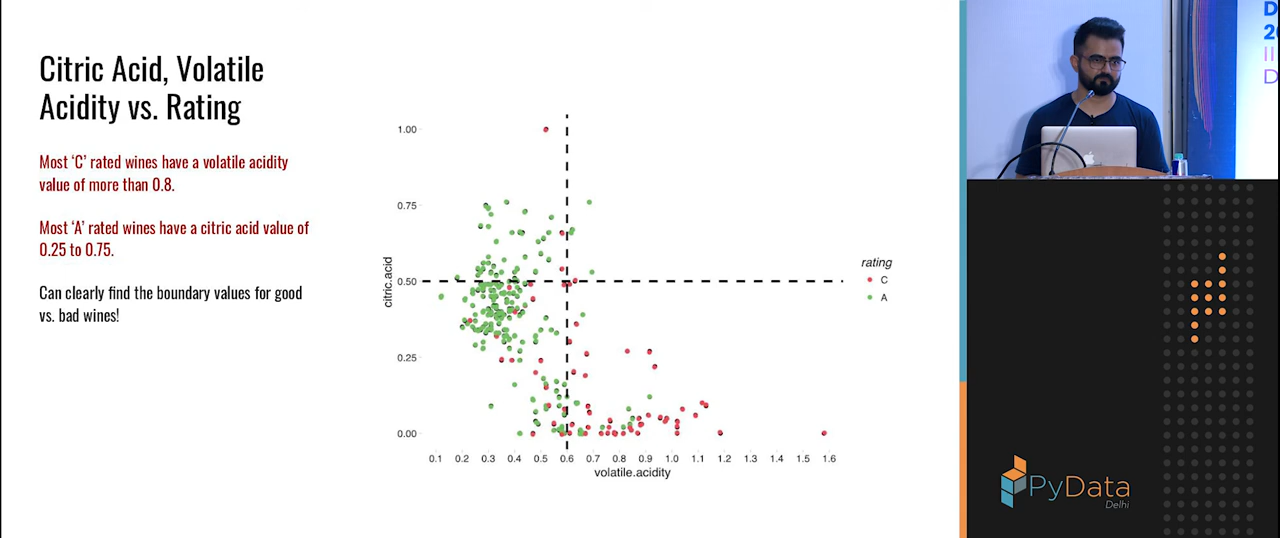 Citric Acid, Volatile
Acidity vs. Rating
Most ‘C’ rated wines have a volatile acidity
value of more than 0.8.
Most ‘A’ rated wines have a citric acid value of
0.25 to 0.75.
Can clearly find the boundary values for good
vs. bad wines!
1.00
0.75
0.50
0.25
0.00
citric.acid
0.1 0.2 0.3 0.4 0.5 0.6 0.7 0.8 0.9 1.0 1.1 1.2 1.3 1.4 1.5 1.6
volatile.acidity
rating
C
A
PyData
Delhi